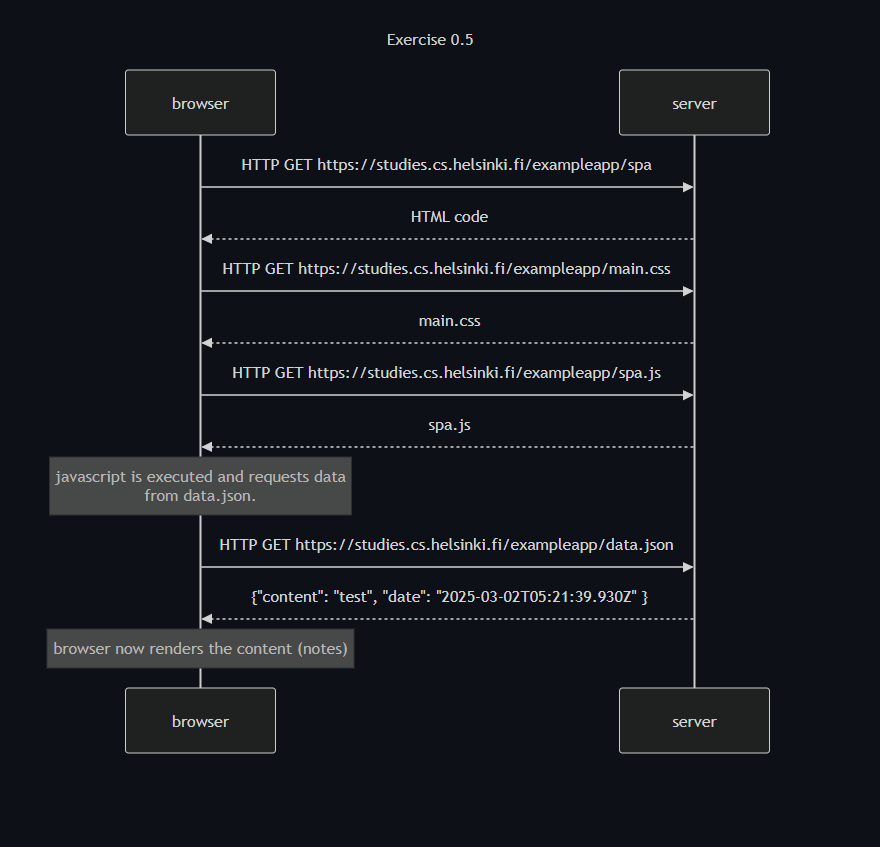 Exercise 0.5
browser
server
HTTP GET https://studies.cs.helsinki.fi/exampleapp/spa
HTML code
HTTP GET https://studies.cs.helsinki.fi/exampleapp/main.css
main.css
HTTP GET https://studies.cs.helsinki.fi/exampleapp/spa.js
spa.js
javascript is executed and requests data
from data.json.
HTTP GET https://studies.cs.helsinki.fi/exampleapp/data.json
{"content": "test", "date": "2025-03-02T05:21:39.930Z" }
browser now renders the content (notes)
browser
server